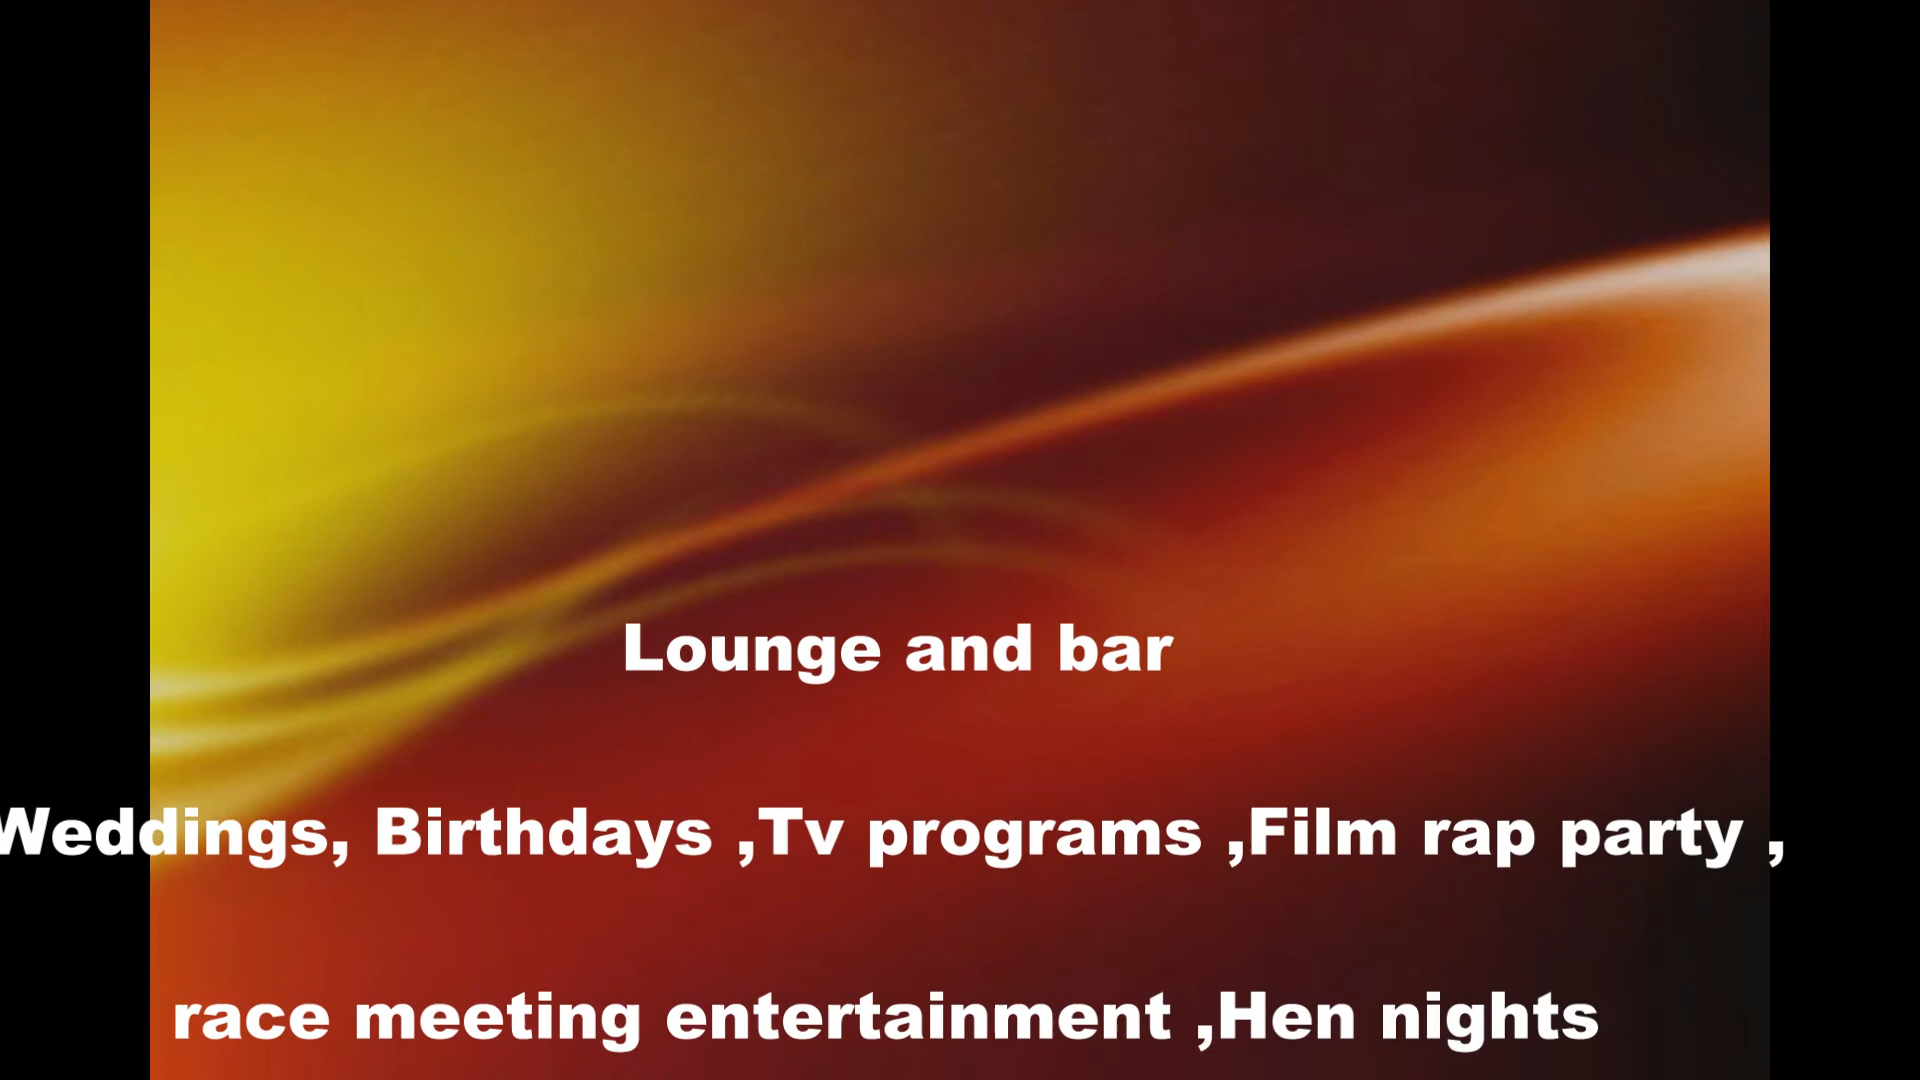 Lounge and bar
Weddings, Birthdays ,Tv programs ,Film rap party ,
race meeting entertainment ,Hen nights